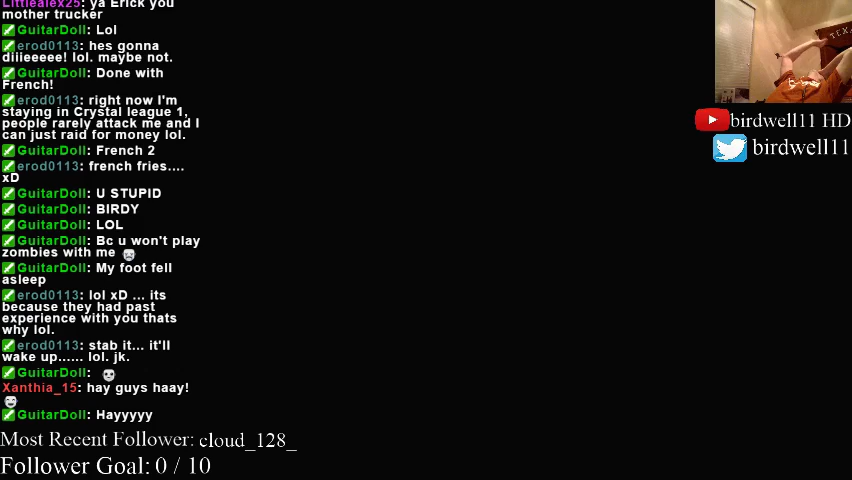 Littlealex25: ya Erick you
mother trucker
GuitarDoll: Lol
erod0113: hes gonna
diiieeeee! lol. maybe not.
GuitarDoll: Done with
French!
erod0113: right now I'm
staying in Crystal league 1,
people rarely attack me and I
can just raid for money lol.
GuitarDoll: French 2
erod0113: french fries....
xD
GuitarDoll: U STUPID
GuitarDoll: BIRDY
GuitarDoll: LOL
GuitarDoll: Bc u won't play
zombies with me
GuitarDoll: My foot fell
asleep
erod0113: lol xD ... its
because they had past
experience with you thats
why lol.
erod0113: stab it... it'll
wake up...... lol. jk.
GuitarDoll:
Xanthia_15: hay guys haay!
GuitarDoll: Hayyyyy
Most Recent Follower: cloud_128_
Follower Goal: 0 / 10
TEXA
birdwell11 HD
birdwell11